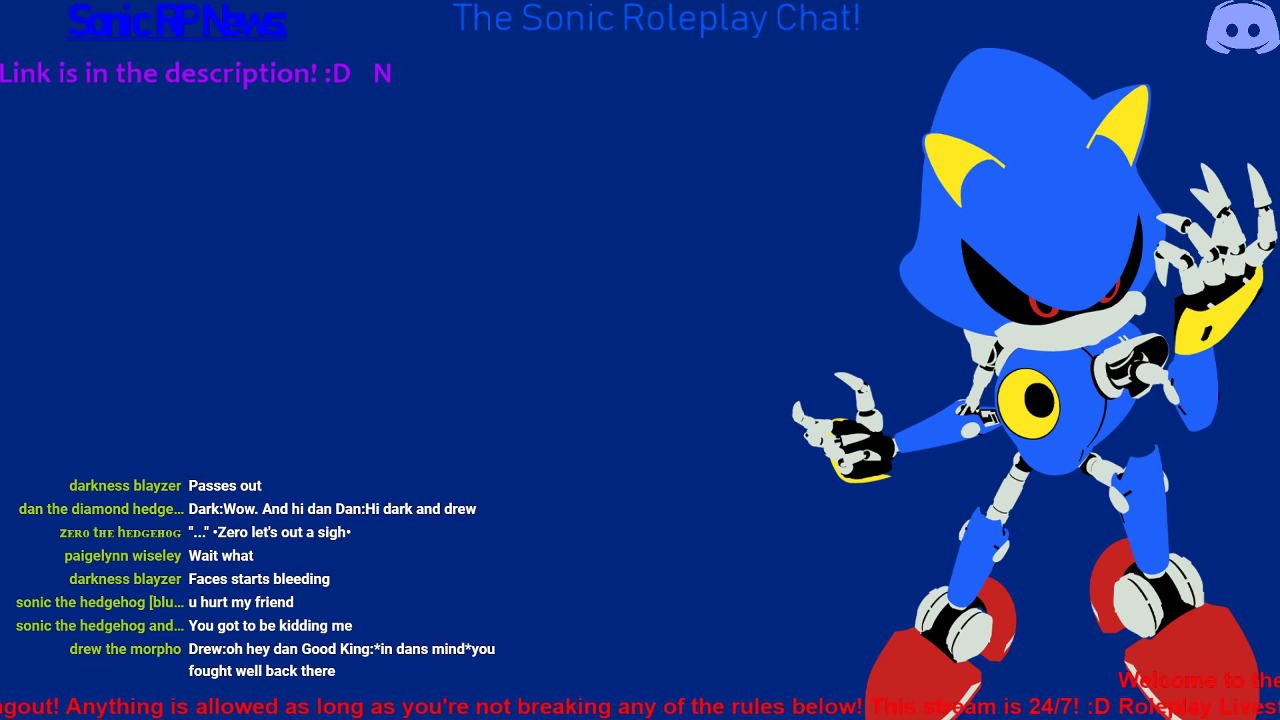 Sonic RP News
The Sonic Roleplay Chat!
Link is in the description! :D N
darkness blayzer Passes out
dan the diamond hedge... Dark:Wow. And hi dan Dan:Hi dark and drew
ᴢᴇʀᴏ ᴛʜᴇ ʜᴇᴅɢᴇʜᴏɢ "..." •Zero let's out a sigh•
paigelynn wiseley Wait what
darkness blayzer Faces starts bleeding
sonic the hedgehog [blu... u hurt my friend
sonic the hedgehog and... You got to be kidding me
drew the morpho Drew:oh hey dan Good King:*in dans mind*you
fought well back there
Welcome to the
ngout! Anything is allowed as long as you're not breaking any of the rules below! This stream is 24/7! :D Roleplay Lives